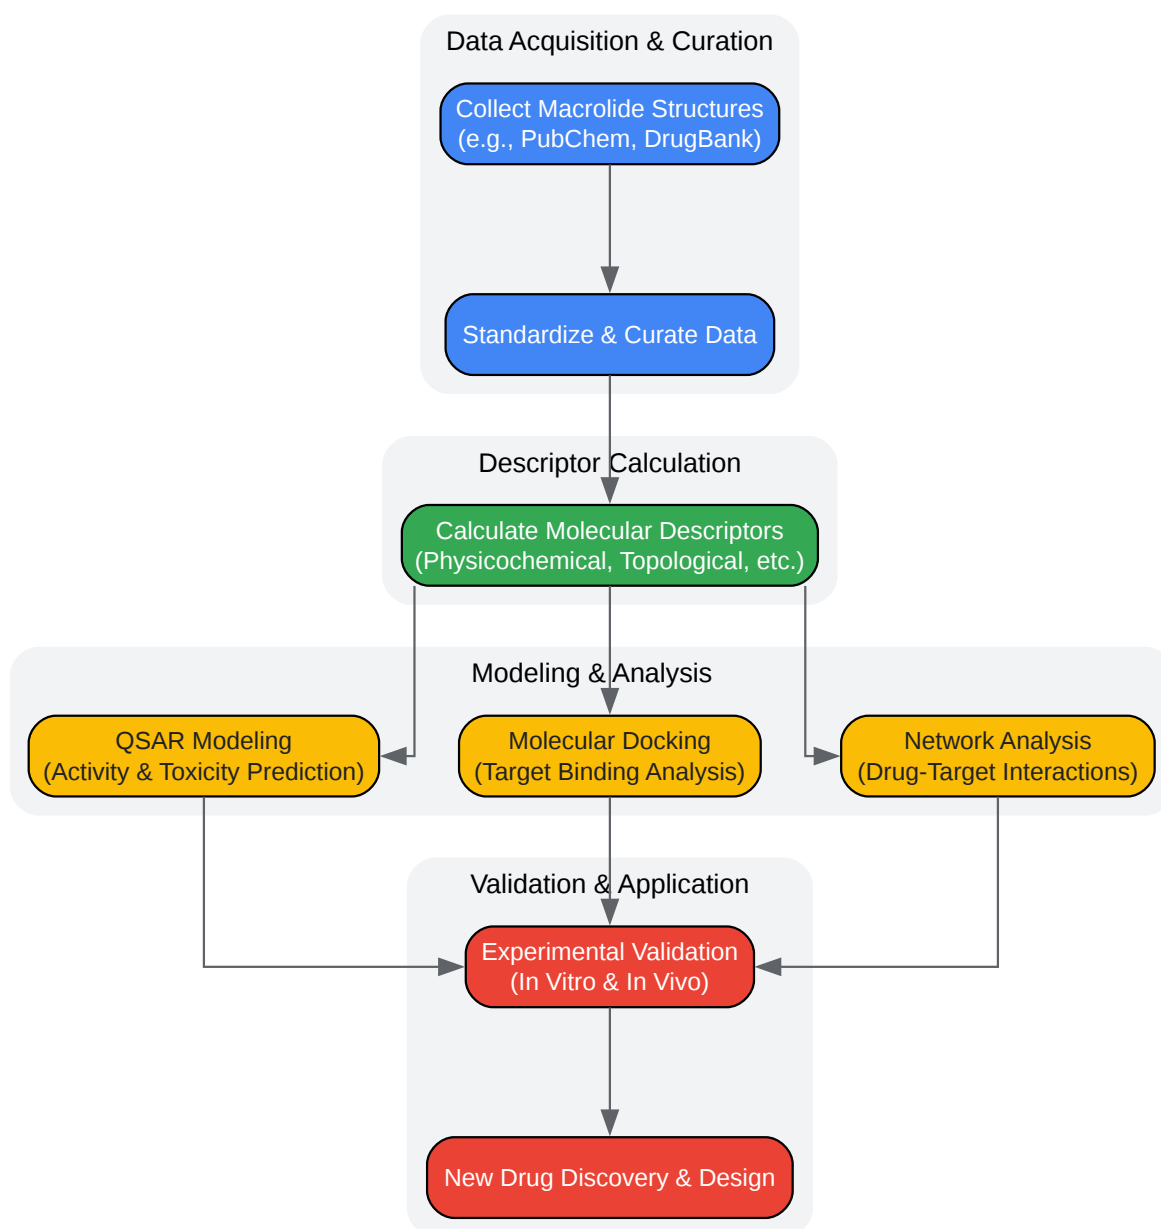 Data Acquisition & Curation
Collect Macrolide Structures
(e.g., PubChem, DrugBank)
Standardize & Curate Data
Descriptor Calculation
Calculate Molecular Descriptors
(Physicochemical, Topological, etc.)
Modeling & Analysis
QSAR Modeling
(Activity & Toxicity Prediction)
Molecular Docking
(Target Binding Analysis)
Network Analysis
(Drug-Target Interactions)
Validation & Application
Experimental Validation
(In Vitro & In Vivo)
New Drug Discovery & Design